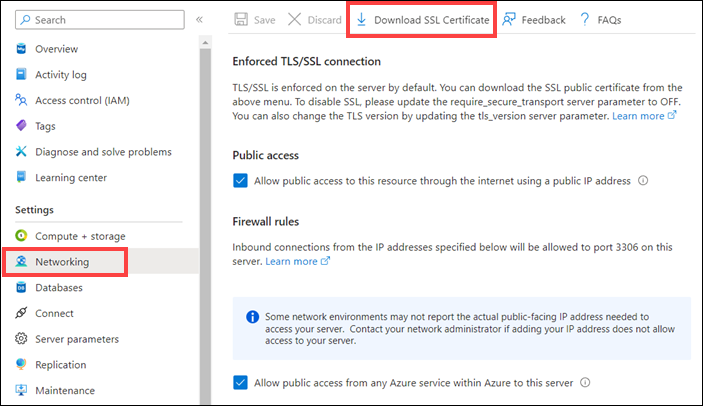 Search
«
Save
Discard
Download SSL Certificate
Feedback
? FAQs
Overview
Activity log
Access control (IAM)
Tags
Diagnose and solve problems
Learning center
Settings
Compute + storage
Networking
Databases
Connect
Server parameters
Replication
Maintenance
Enforced TLS/SSL connection
TLS/SSL is enforced on the server by default. You can download the SSL public certificate from the
above menu. To disable SSL, please update the require_secure_transport server parameter to OFF.
You can also change the TLS version by updating the tls_version server parameter. Learn more
Public access
Allow public access to this resource through the internet using a public IP address
Firewall rules
Inbound connections from the IP addresses specified below will be allowed to port 3306 on this
server. Learn more
Some network environments may not report the actual public-facing IP address needed to
access your server. Contact your network administrator if adding your IP address does not allow
access to your server.
Allow public access from any Azure service within Azure to this server